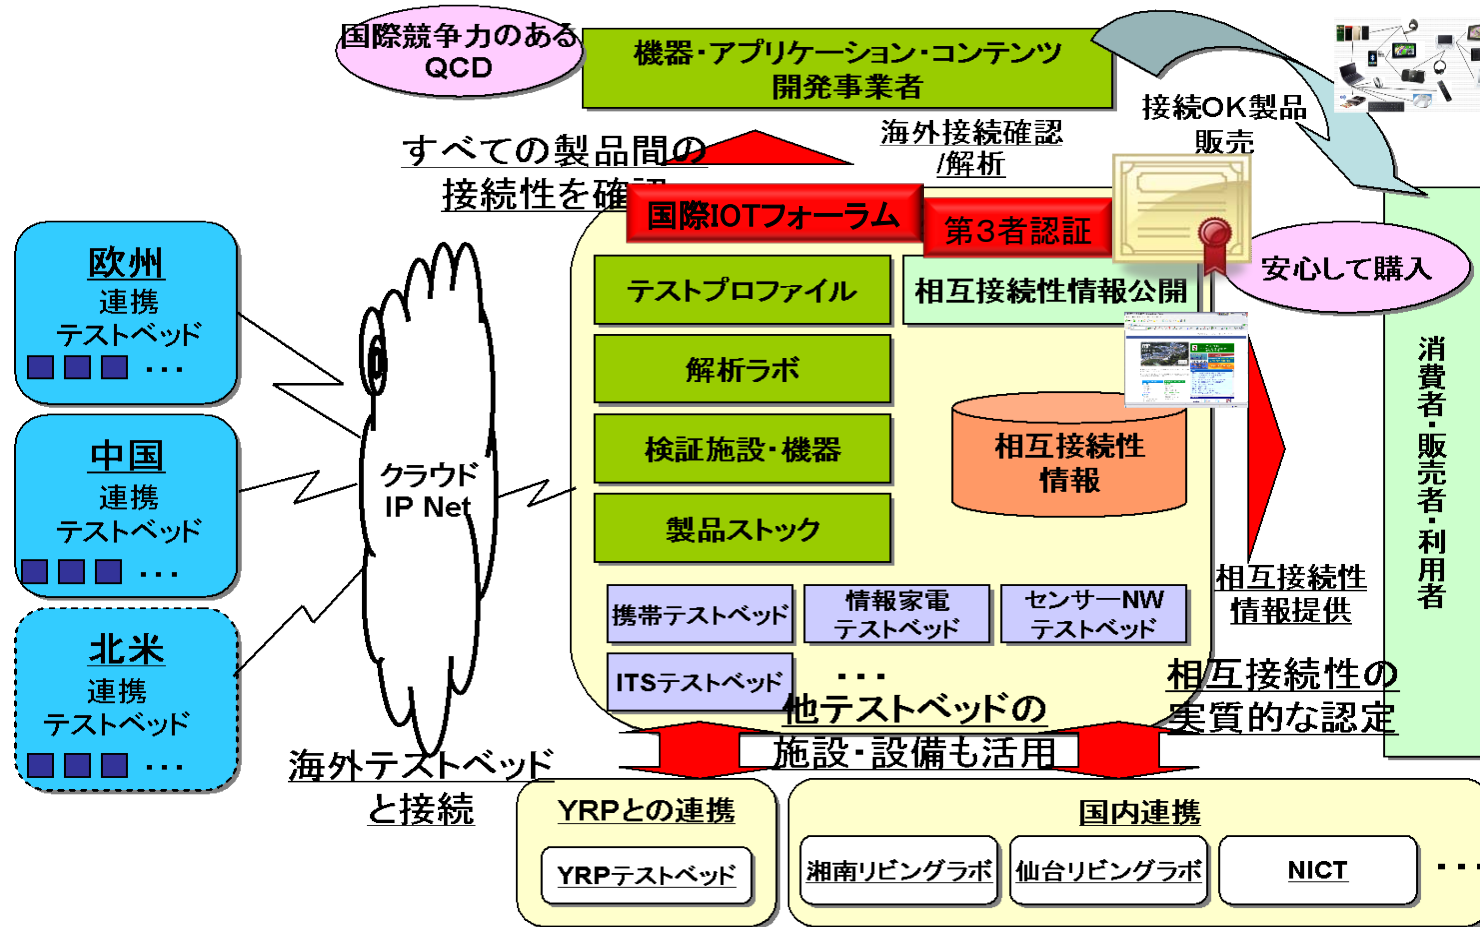 国際競争力のある
QCD
機器・アプリケーション・コンテンツ
開発事業者
接続OK製品
販売
海外接続確認
/解析
すべての製品間の
接続性を確認
国際IOTフォーラム
第3者認証
安心して購入
欧州
連携
テストベッド
・・・
中国
連携
テストベッド
・・・
北米
連携
テストベッド
・・・
クラウド
IP Net
海外テストベッド
と接続
テストプロファイル
解析ラボ
検証施設・機器
製品ストック
相互接続性情報公開
相互接続性
情報
携帯テストベッド
情報家電
テストベッド
センサーNW
テストベッド
ITSテストベッド
・・・
他テストベッドの
施設・設備も活用
相互接続性
情報提供
相互接続性の
実質的な認定
消費者・販売者・利用者
YRPとの連携
YRPテストベッド
国内連携
湘南リビングラボ
仙台リビングラボ
NICT
・・・